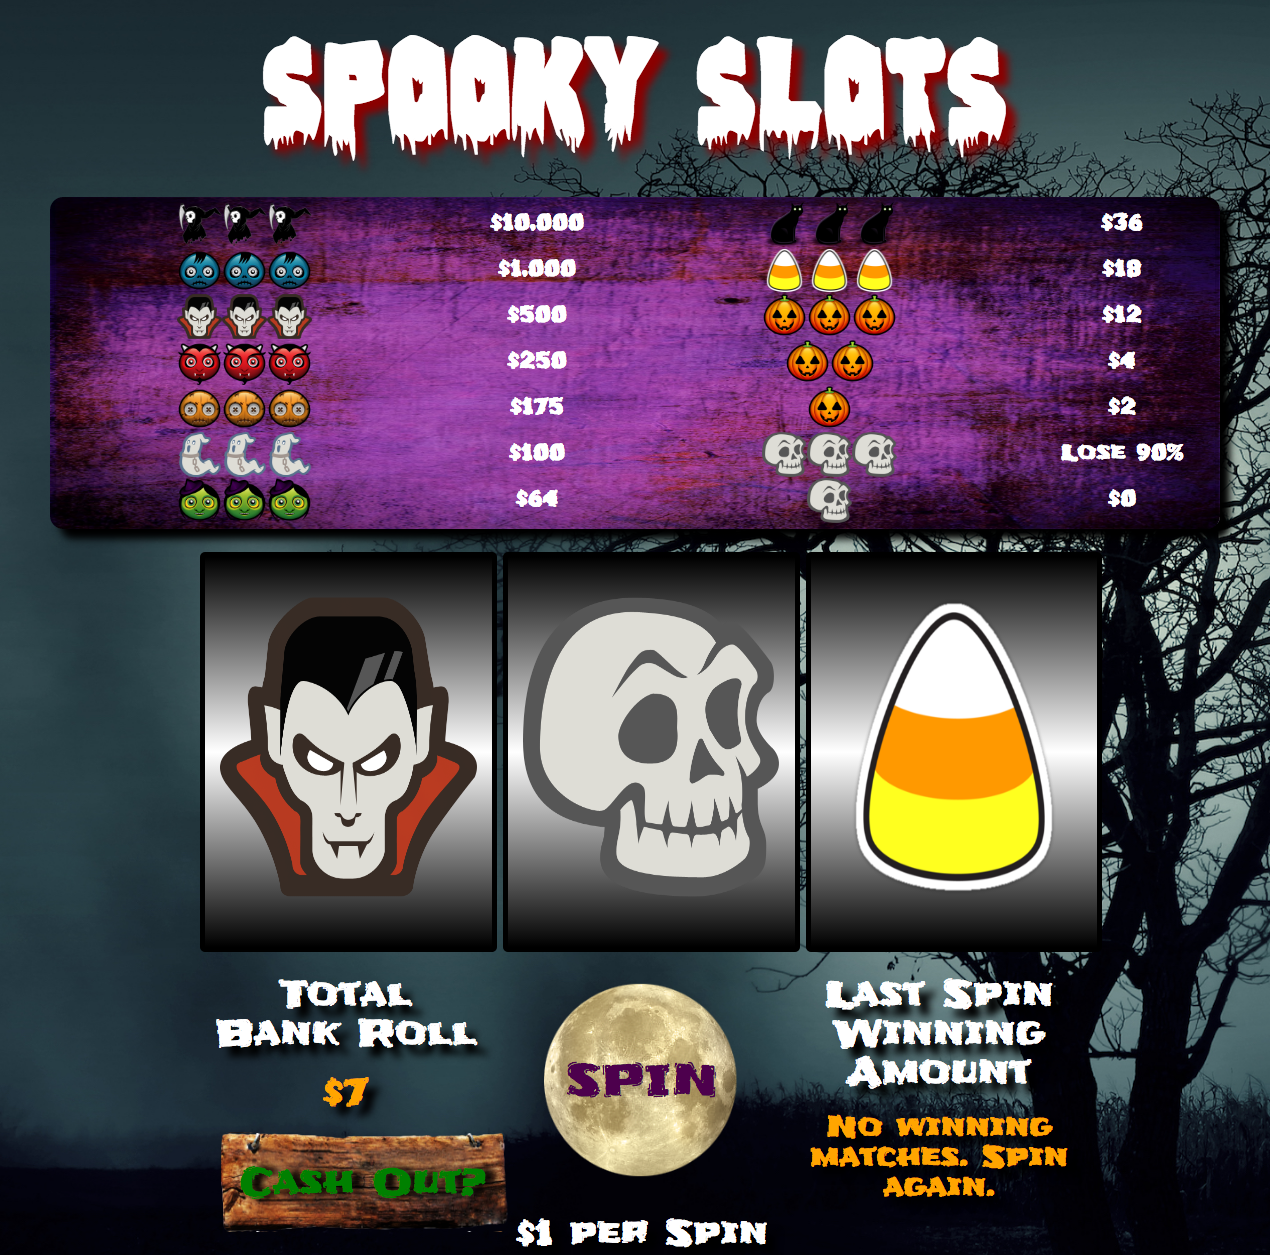 SPOOKY SLOTS
$10,000 $36
$1,000 $18
$500 $12
$250 $4
$175 $2
$100 Lose 90%
$64 $0
Total
Bank Roll
$7
Cash Out?
SPIN
$1 per Spin
Last Spin
Winning
Amount
No winning
matches. Spin
again.